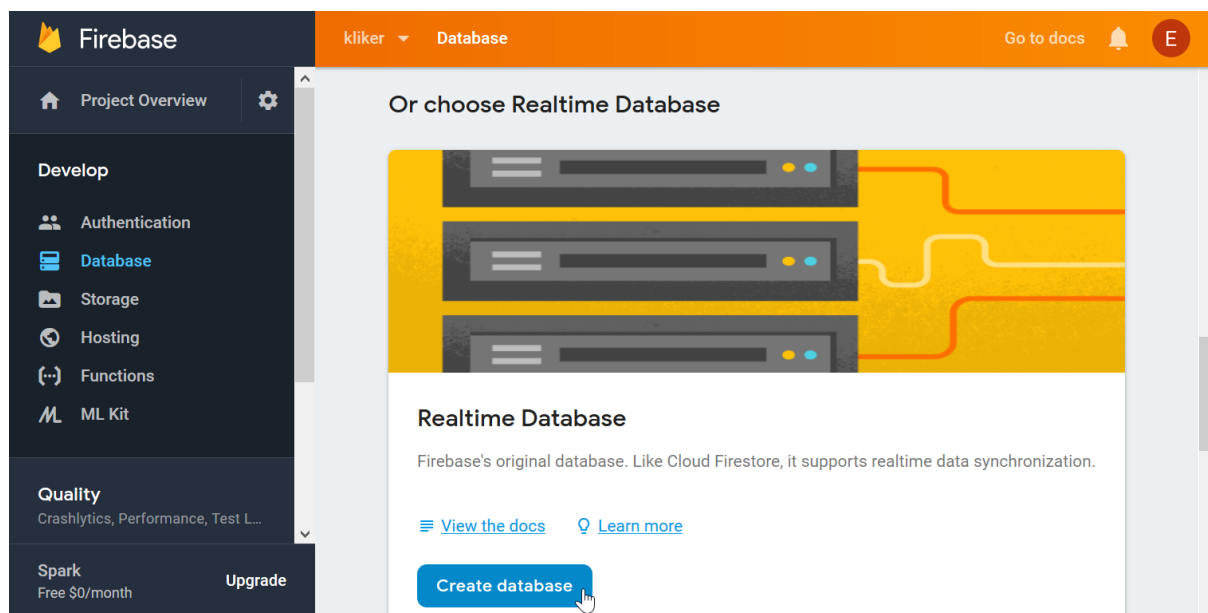 Firebase
kliker Database Go to docs E
Project Overview
Develop
Authentication
Database
Storage
Hosting
Functions
ML Kit
Quality
Crashlytics, Performance, Test L...
Spark
Free $0/month
Upgrade
Or choose Realtime Database
Realtime Database
Firebase's original database. Like Cloud Firestore, it supports realtime data synchronization.
View the docs Learn more
Create database